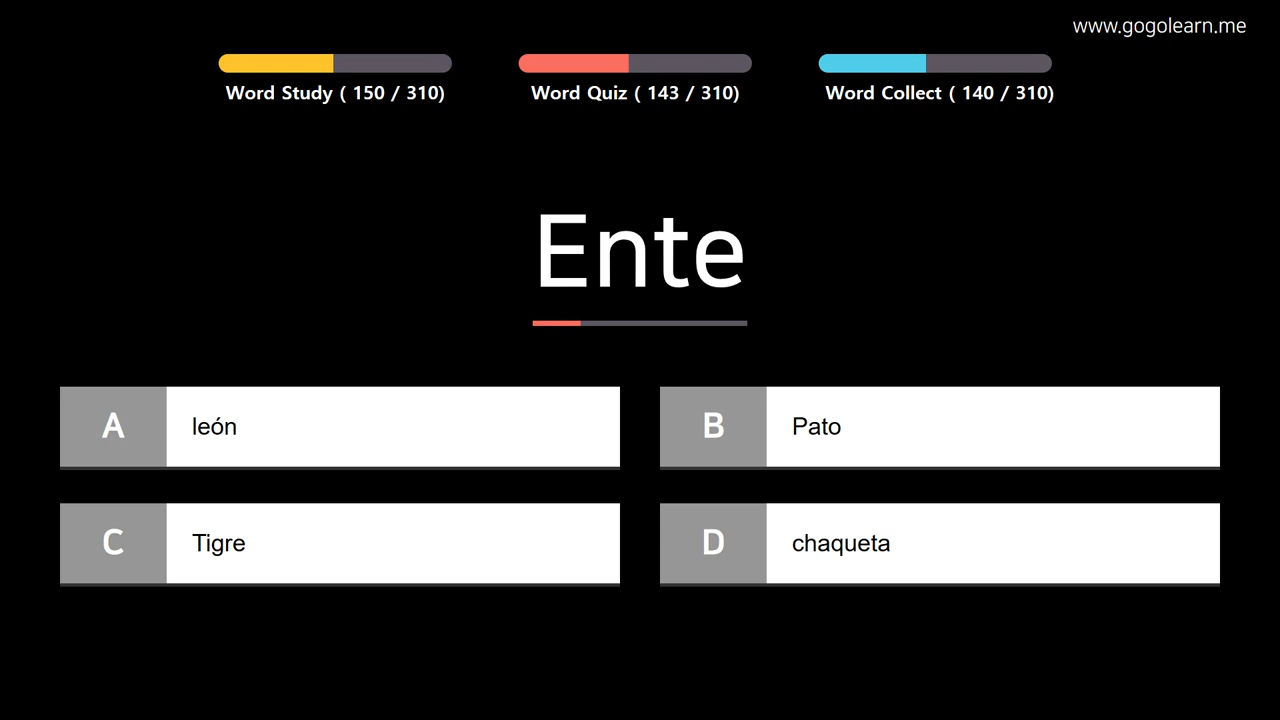 www.gogolearn.me
Word Study ( 150 / 310)
Word Quiz ( 143 / 310)
Word Collect ( 140 / 310)
Ente
A león
B Pato
C Tigre
D chaqueta